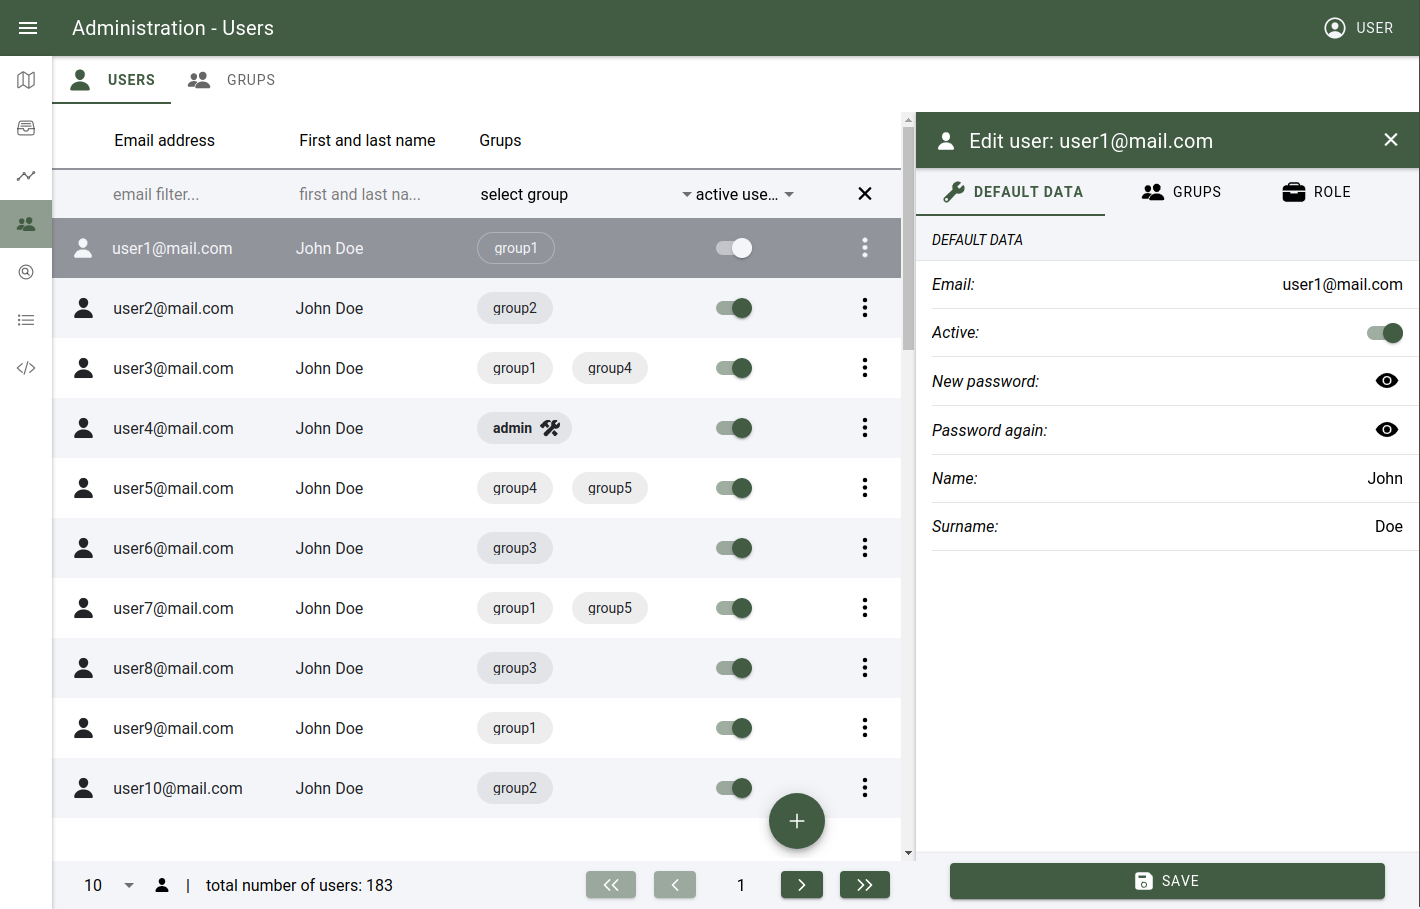 Administration - Users
USER
USERS
GRUPS
Email address
First and last name
Grups
email filter...
first and last na...
select group
active use...
user1@mail.com
John Doe
group1
user2@mail.com
John Doe
group2
user3@mail.com
John Doe
group1
group4
user4@mail.com
John Doe
admin
user5@mail.com
John Doe
group4
group5
user6@mail.com
John Doe
group3
user7@mail.com
John Doe
group1
group5
user8@mail.com
John Doe
group3
user9@mail.com
John Doe
group1
user10@mail.com
John Doe
group2
10
|
total number of users: 183
1
Edit user: user1@mail.com
DEFAULT DATA
GRUPS
ROLE
DEFAULT DATA
Email:
user1@mail.com
Active:
New password:
Password again:
Name:
John
Surname:
Doe
SAVE